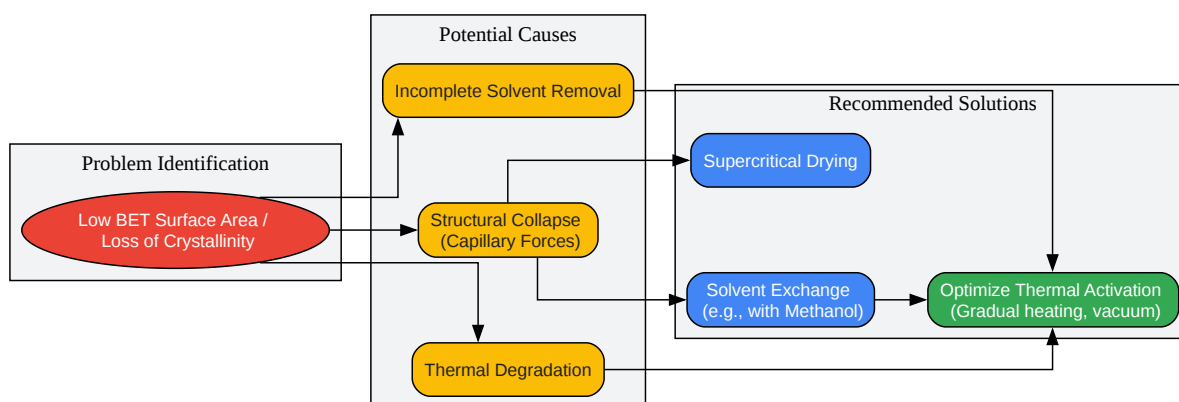 Problem Identification
Low BET Surface Area /
Loss of Crystallinity
Potential Causes
Incomplete Solvent Removal
Structural Collapse
(Capillary Forces)
Thermal Degradation
Recommended Solutions
Supercritical Drying
Solvent Exchange
(e.g., with Methanol)
Optimize Thermal Activation
(Gradual heating, vacuum)